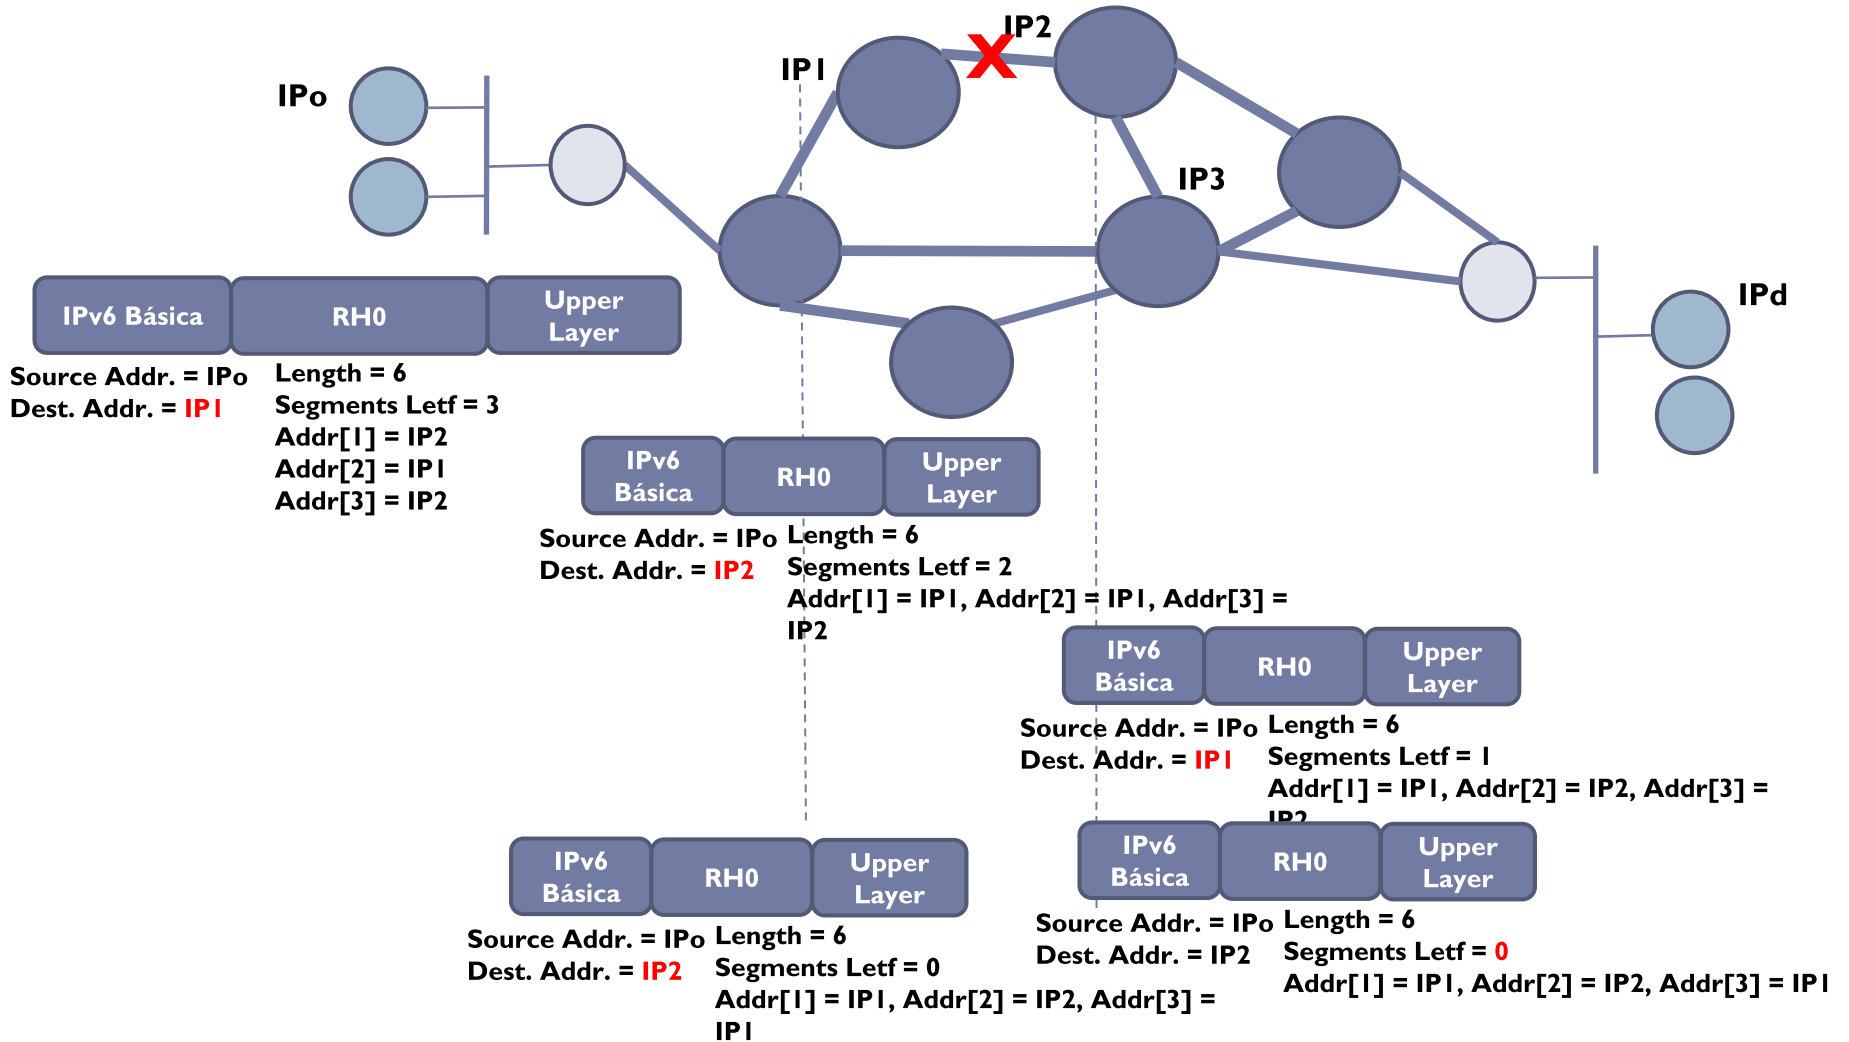 IP2
X
IP1
IPo
IP3
IPd
IPv6 Básica
RH0
Upper
Layer
Source Addr. = IPo
Dest. Addr. = IP1
Length = 6
Segments Letf = 3
Addr[1] = IP2
Addr[2] = IP1
Addr[3] = IP2
IPv6
Básica
RH0
Upper
Layer
Source Addr. = IPo
Dest. Addr. = IP2
Length = 6
Segments Letf = 2
Addr[1] = IP1, Addr[2] = IP1, Addr[3] =
IP2
IPv6
Básica
RH0
Upper
Layer
Source Addr. = IPo
Dest. Addr. = IP1
Length = 6
Segments Letf = 1
Addr[1] = IP1, Addr[2] = IP2, Addr[3] =
IP2
IPv6
Básica
RH0
Upper
Layer
Source Addr. = IPo
Dest. Addr. = IP2
Length = 6
Segments Letf = 0
Addr[1] = IP1, Addr[2] = IP2, Addr[3] =
IP1
IPv6
Básica
RH0
Upper
Layer
Source Addr. = IPo
Dest. Addr. = IP2
Length = 6
Segments Letf = 0
Addr[1] = IP1, Addr[2] = IP2, Addr[3] = IP1